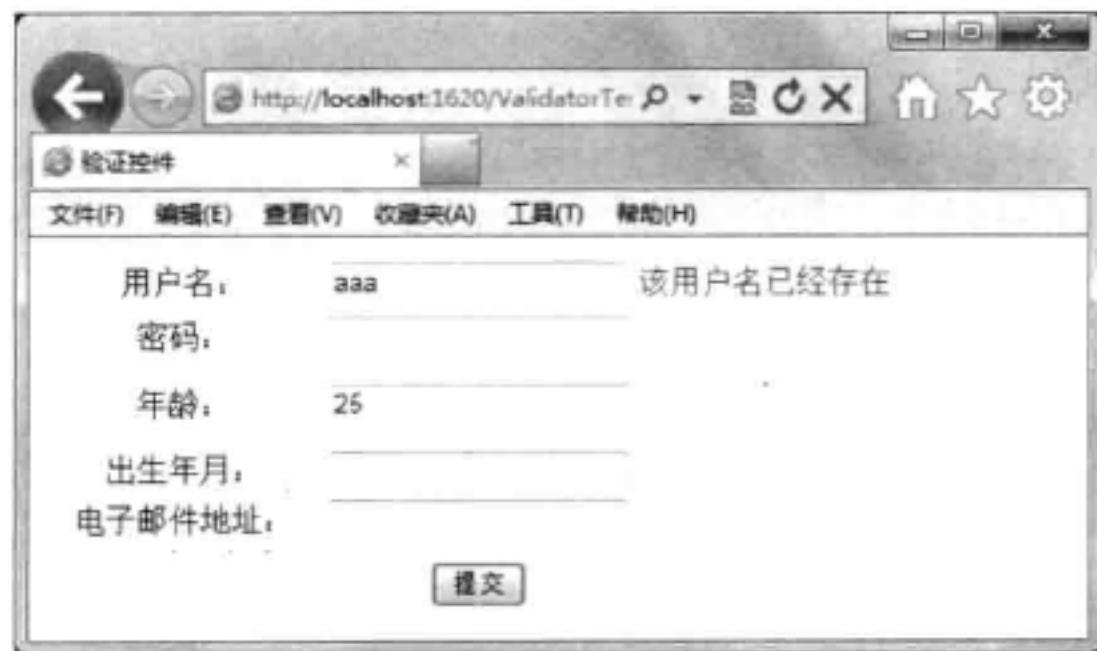 http://localhost:1620/ValidatorTe
验证控件
文件(F) 编辑(E) 查看(V) 收藏夹(A) 工具(T) 帮助(H)
用户名： aaa 该用户名已经存在
密码：
年龄： 25
出生年月：
电子邮件地址：
提交